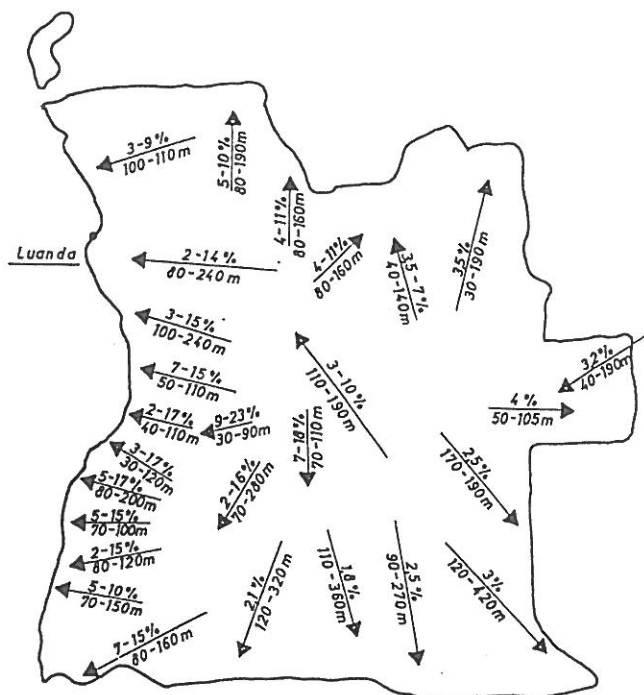 3-9%
100-110m
5-10%
80-190m
4-11%
80-160m
Luanda
2-14%
80-240m
4-11%
80-160m
3,5-7%
40-140m
3,5%
30-190m
3-15%
100-240m
3-10%
110-190m
3,2%
40-190m
7-15%
50-110m
4%
50-105m
2-17%
40-110m
9-23%
30-90m
7-18%
70-110m
3-17%
30-120m
2-16%
70-280m
2,5%
170-190m
5-17%
80-200m
5-15%
70-100m
2-15%
80-120m
5-10%
70-150m
7-15%
80-160m
2,1%
120-320m
1,8%
110-360m
2,5%
90-270m
3%
120-420m